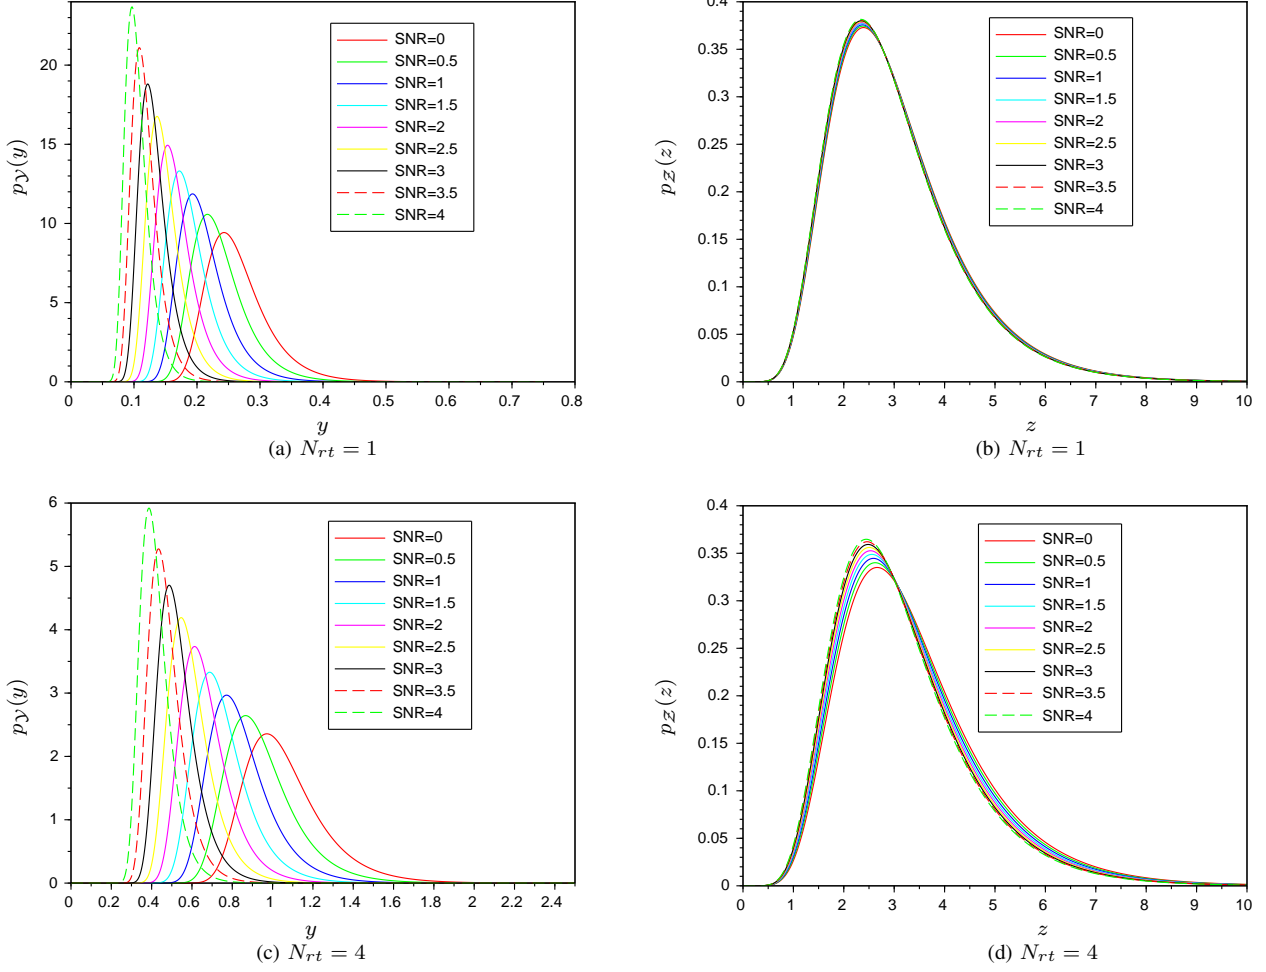 20
15
10
5
0
p_Y(y)
SNR=0
SNR=0.5
SNR=1
SNR=1.5
SNR=2
SNR=2.5
SNR=3
SNR=3.5
SNR=4
0 0.1 0.2 0.3 0.4 0.5 0.6 0.7 0.8
y
(a) N_{rt} = 1
0.4
0.35
0.3
0.25
0.2
0.15
0.1
0.05
0
p_Z(z)
SNR=0
SNR=0.5
SNR=1
SNR=1.5
SNR=2
SNR=2.5
SNR=3
SNR=3.5
SNR=4
0 1 2 3 4 5 6 7 8 9 10
z
(b) N_{rt} = 1
6
5
4
3
2
1
0
p_Y(y)
SNR=0
SNR=0.5
SNR=1
SNR=1.5
SNR=2
SNR=2.5
SNR=3
SNR=3.5
SNR=4
0 0.2 0.4 0.6 0.8 1 1.2 1.4 1.6 1.8 2 2.2 2.4
y
(c) N_{rt} = 4
0.4
0.35
0.3
0.25
0.2
0.15
0.1
0.05
0
p_Z(z)
SNR=0
SNR=0.5
SNR=1
SNR=1.5
SNR=2
SNR=2.5
SNR=3
SNR=3.5
SNR=4
0 1 2 3 4 5 6 7 8 9 10
z
(d) N_{rt} = 4